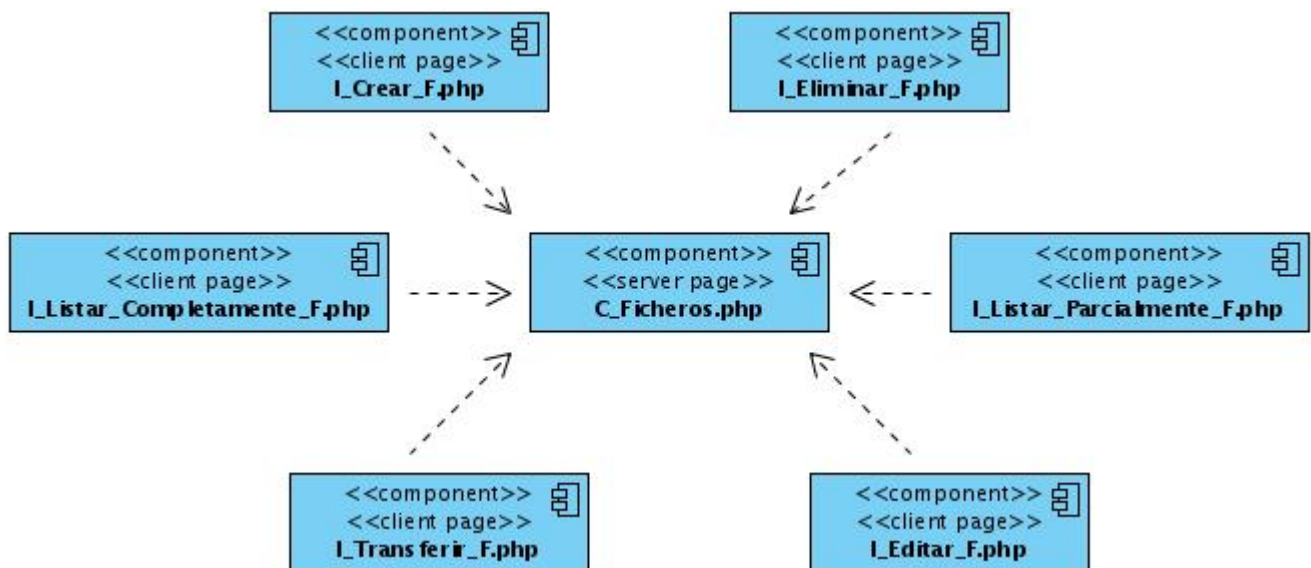 <<component>>
<<client page>>
I_Crear_F.php
<<component>>
<<client page>>
I_Eliminar_F.php
<<component>>
<<client page>>
I_Listar_Completamente_F.php
<<component>>
<<server page>>
C_Ficheros.php
<<component>>
<<client page>>
I_Listar_Parcialmente_F.php
<<component>>
<<client page>>
I_Transferir_F.php
<<component>>
<<client page>>
I_Editar_F.php